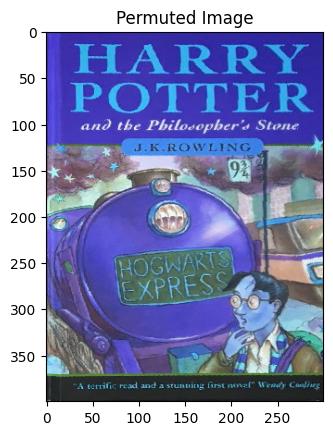 Permuted Image
0
50
100
150
200
250
300
350
0 50 100 150 200 250
HARRY
POTTER
and the Philosopher's Stone
J.K.ROWLING
9¾
HOGWARTS
EXPRESS
"A terrific read and a stunning first novel" Wendy Cooling